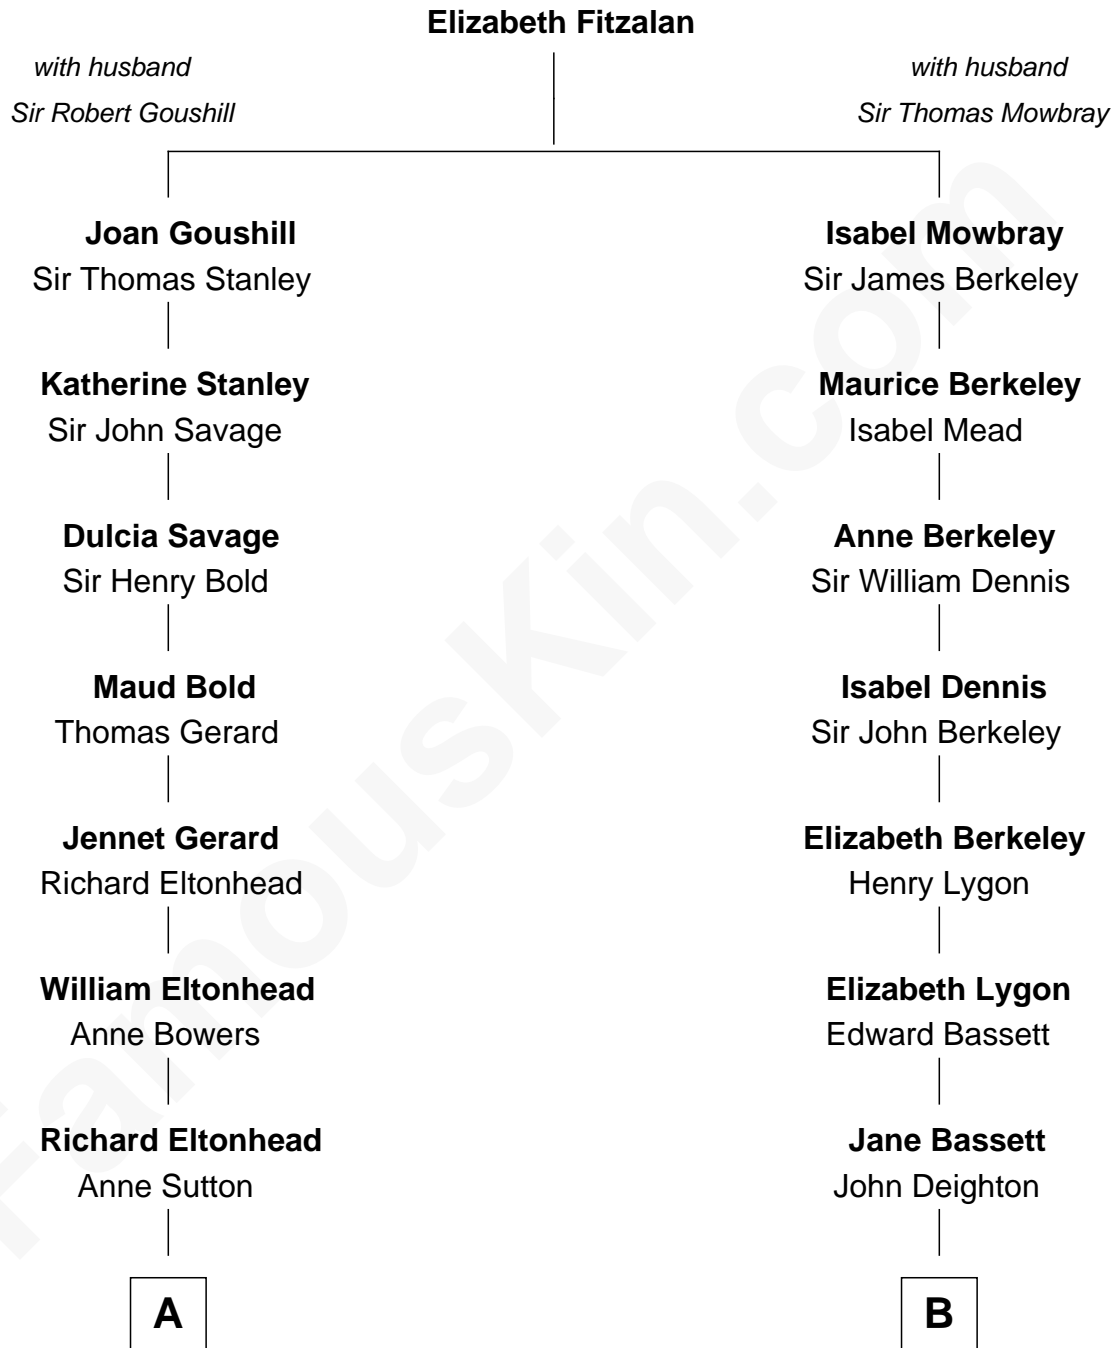 Elizabeth Fitzalan
with husband
Sir Robert Goushill
with husband
Sir Thomas Mowbray
Joan Goushill
Sir Thomas Stanley
Isabel Mowbray
Sir James Berkeley
Katherine Stanley
Sir John Savage
Maurice Berkeley
Isabel Mead
Dulcia Savage
Sir Henry Bold
Anne Berkeley
Sir William Dennis
Maud Bold
Thomas Gerard
Isabel Dennis
Sir John Berkeley
Jennet Gerard
Richard Eltonhead
Elizabeth Berkeley
Henry Lygon
William Eltonhead
Anne Bowers
Elizabeth Lygon
Edward Bassett
Richard Eltonhead
Anne Sutton
Jane Bassett
John Deighton
A
B
FamousKin.com